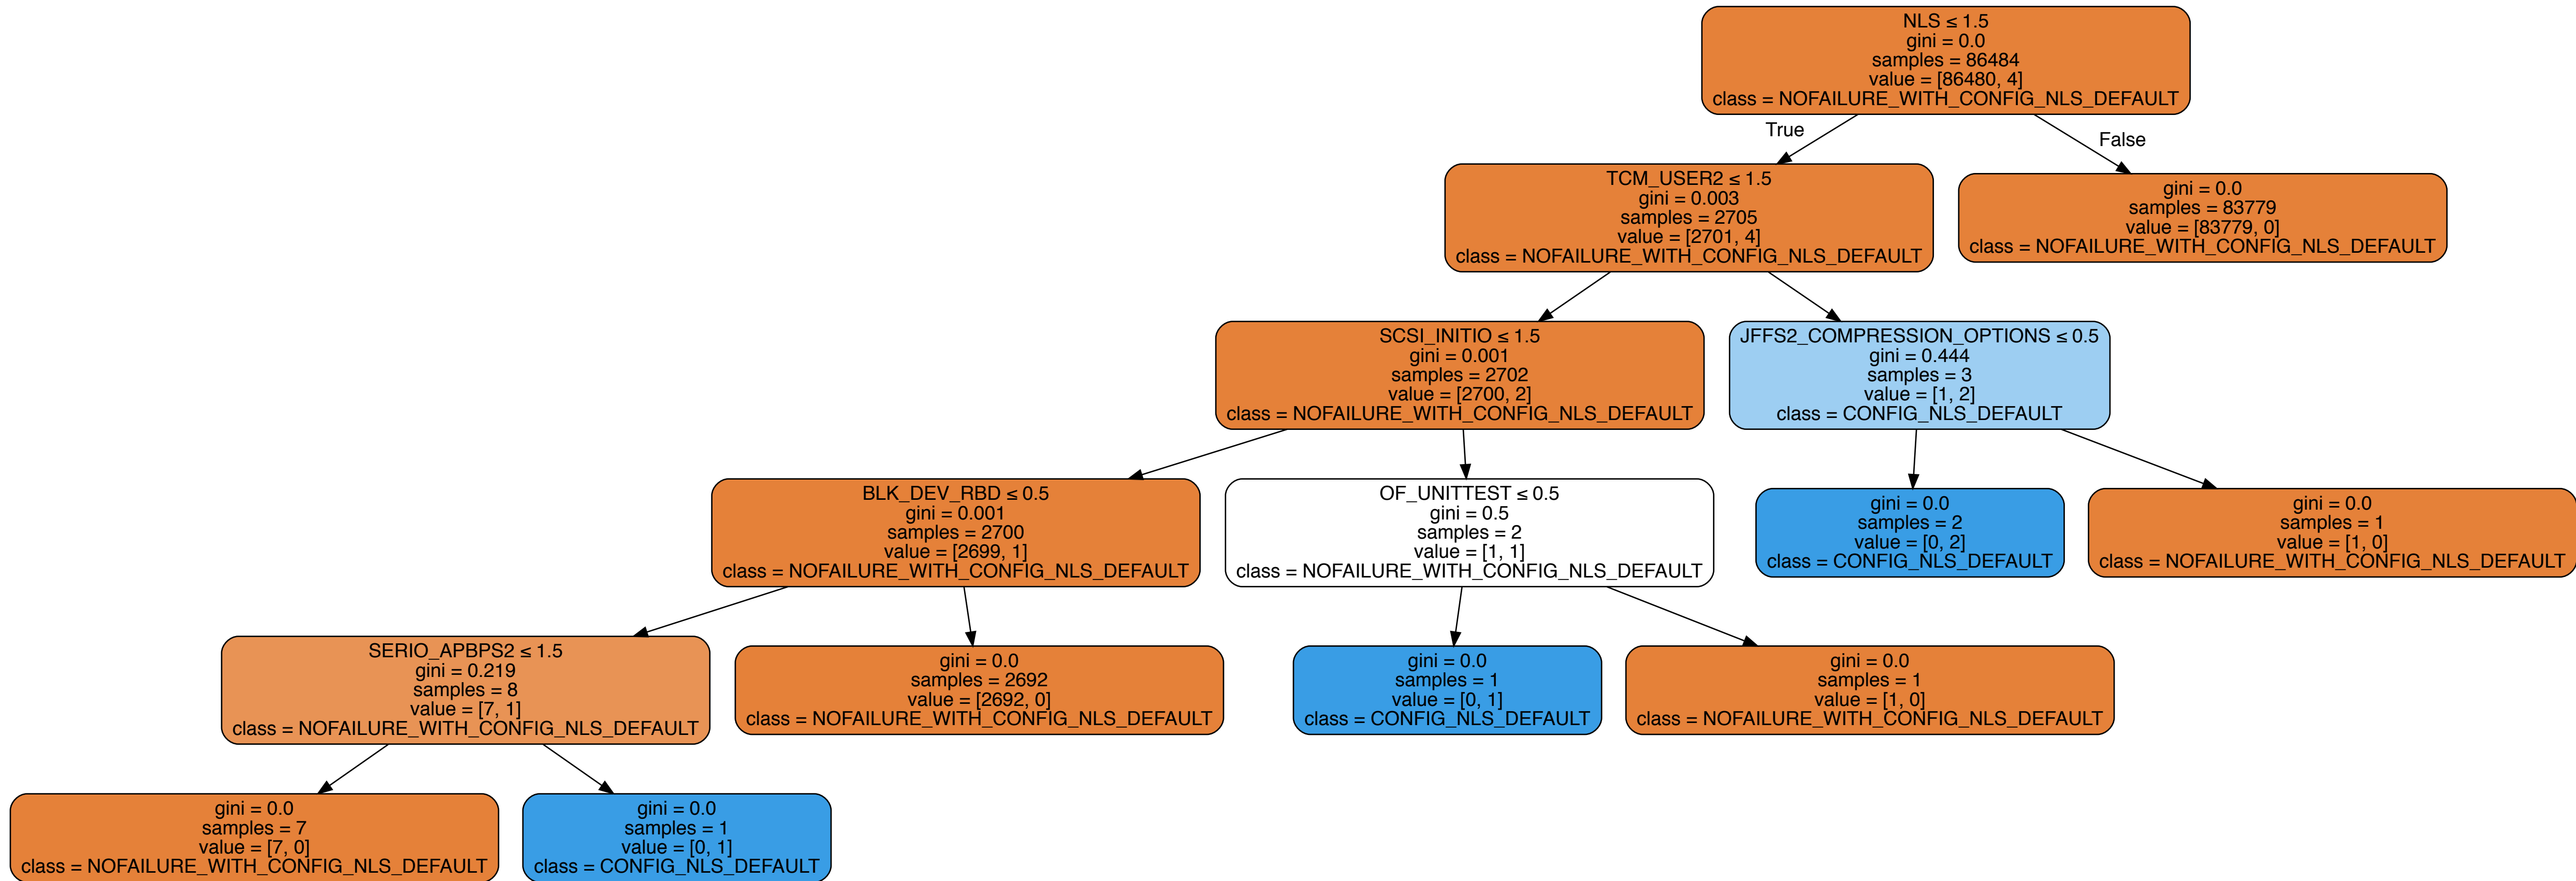 NLS ≤ 1.5
gini = 0.0
samples = 86484
value = [86480, 4]
class = NOFAILURE_WITH_CONFIG_NLS_DEFAULT
True
False
TCM_USER2 ≤ 1.5
gini = 0.003
samples = 2705
value = [2701, 4]
class = NOFAILURE_WITH_CONFIG_NLS_DEFAULT
gini = 0.0
samples = 83779
value = [83779, 0]
class = NOFAILURE_WITH_CONFIG_NLS_DEFAULT
SCSI_INITIO ≤ 1.5
gini = 0.001
samples = 2702
value = [2700, 2]
class = NOFAILURE_WITH_CONFIG_NLS_DEFAULT
JFFS2_COMPRESSION_OPTIONS ≤ 0.5
gini = 0.444
samples = 3
value = [1, 2]
class = CONFIG_NLS_DEFAULT
BLK_DEV_RBD ≤ 0.5
gini = 0.001
samples = 2700
value = [2699, 1]
class = NOFAILURE_WITH_CONFIG_NLS_DEFAULT
OF_UNITTEST ≤ 0.5
gini = 0.5
samples = 2
value = [1, 1]
class = NOFAILURE_WITH_CONFIG_NLS_DEFAULT
gini = 0.0
samples = 2
value = [0, 2]
class = CONFIG_NLS_DEFAULT
gini = 0.0
samples = 1
value = [1, 0]
class = NOFAILURE_WITH_CONFIG_NLS_DEFAULT
SERIO_APBPS2 ≤ 1.5
gini = 0.219
samples = 8
value = [7, 1]
class = NOFAILURE_WITH_CONFIG_NLS_DEFAULT
gini = 0.0
samples = 2692
value = [2692, 0]
class = NOFAILURE_WITH_CONFIG_NLS_DEFAULT
gini = 0.0
samples = 1
value = [0, 1]
class = CONFIG_NLS_DEFAULT
gini = 0.0
samples = 1
value = [1, 0]
class = NOFAILURE_WITH_CONFIG_NLS_DEFAULT
gini = 0.0
samples = 7
value = [7, 0]
class = NOFAILURE_WITH_CONFIG_NLS_DEFAULT
gini = 0.0
samples = 1
value = [0, 1]
class = CONFIG_NLS_DEFAULT